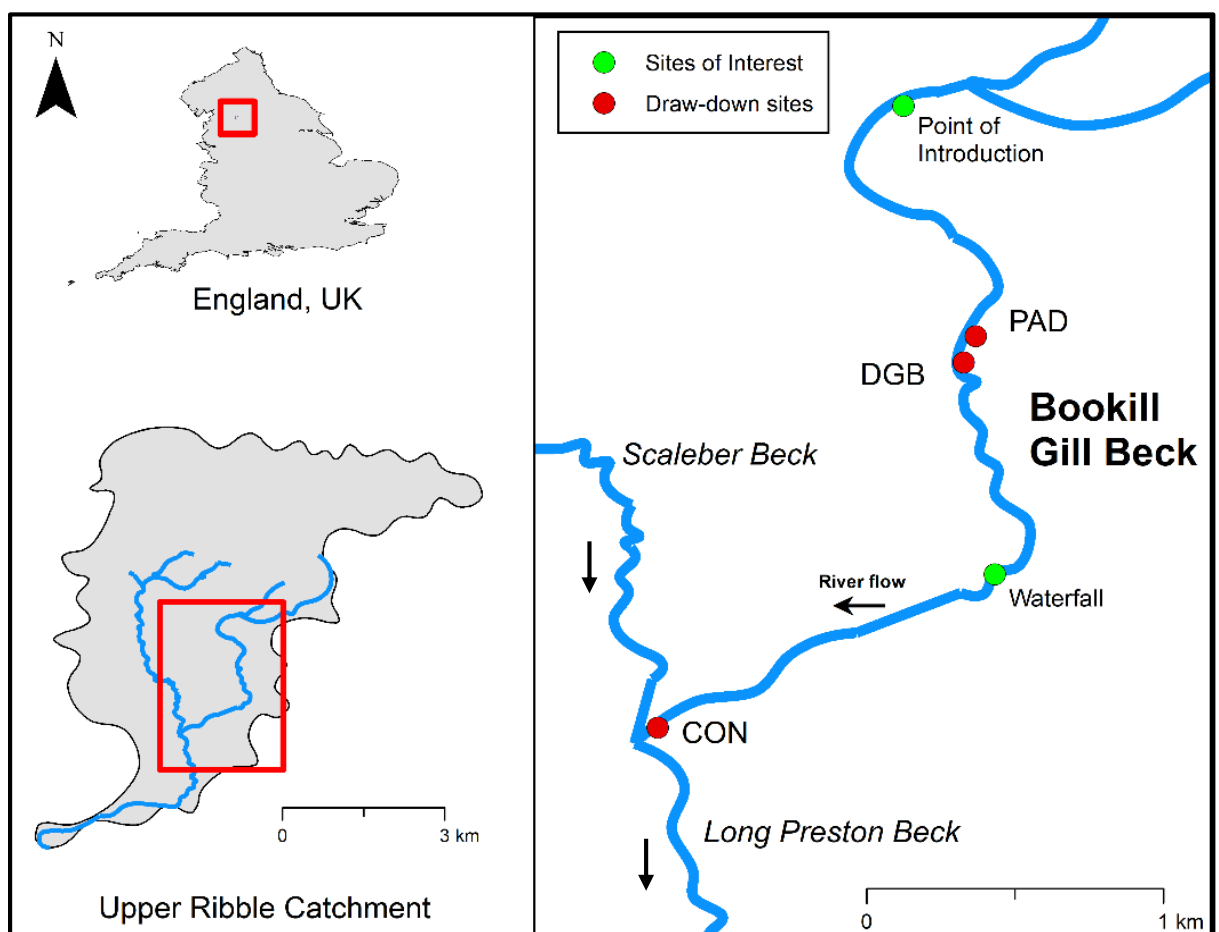 N
England, UK
0
3 km
Upper Ribble Catchment
Sites of Interest
Draw-down sites
Point of
Introduction
PAD
DGB
Bookill
Gill Beck
Scaleber Beck
River flow
Waterfall
CON
Long Preston Beck
0
1 km